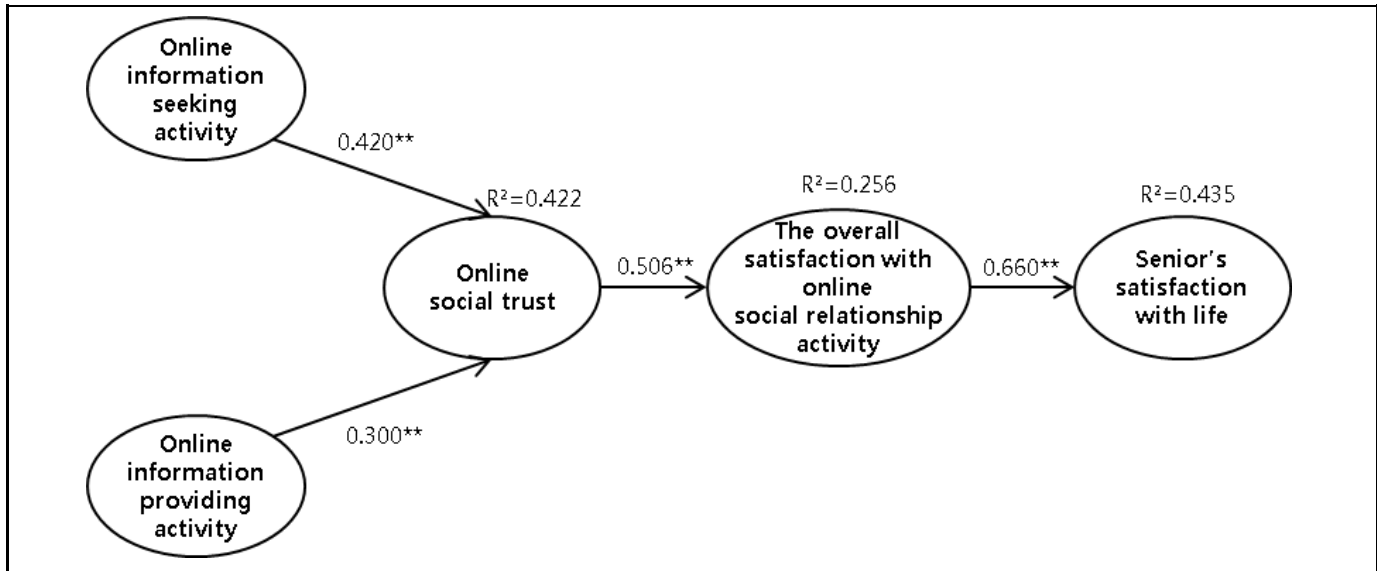 Online
information
seeking
activity
0.420**
R²=0.422
Online
social trust
0.506**
R²=0.256
The overall
satisfaction with
online
social relationship
activity
0.660**
R²=0.435
Senior's
satisfaction
with life
0.300**
Online
information
providing
activity